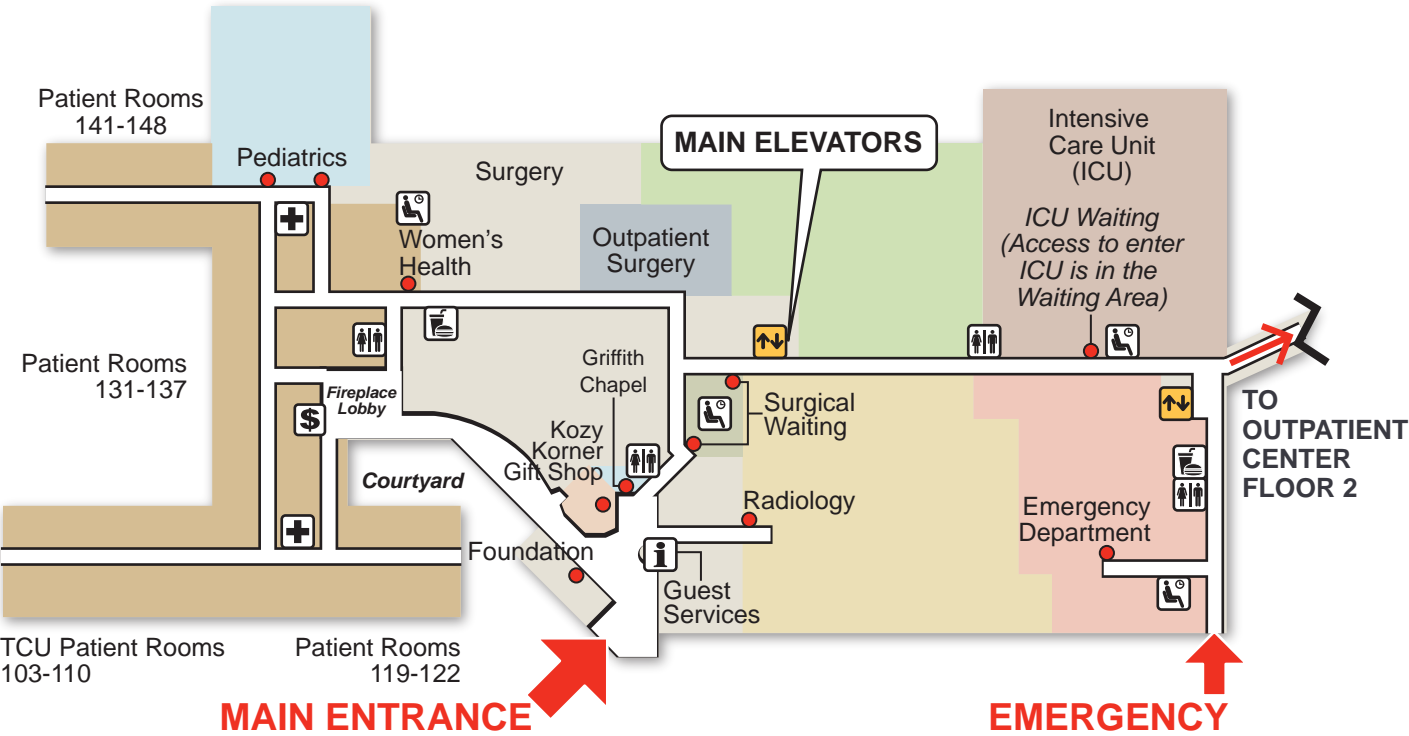 Patient Rooms
141-148
Pediatrics
Surgery
MAIN ELEVATORS
Intensive
Care Unit
(ICU)
ICU Waiting
(Access to enter
ICU is in the
Waiting Area)
Women's
Health
Outpatient
Surgery
Patient Rooms
131-137
Griffith
Chapel
Fireplace
Lobby
$
Kozy
Korner
Gift Shop
Surgical
Waiting
TO
OUTPATIENT
CENTER
FLOOR 2
Courtyard
Radiology
Emergency
Department
Foundation
i
Guest
Services
TCU Patient Rooms
103-110
Patient Rooms
119-122
MAIN ENTRANCE
EMERGENCY